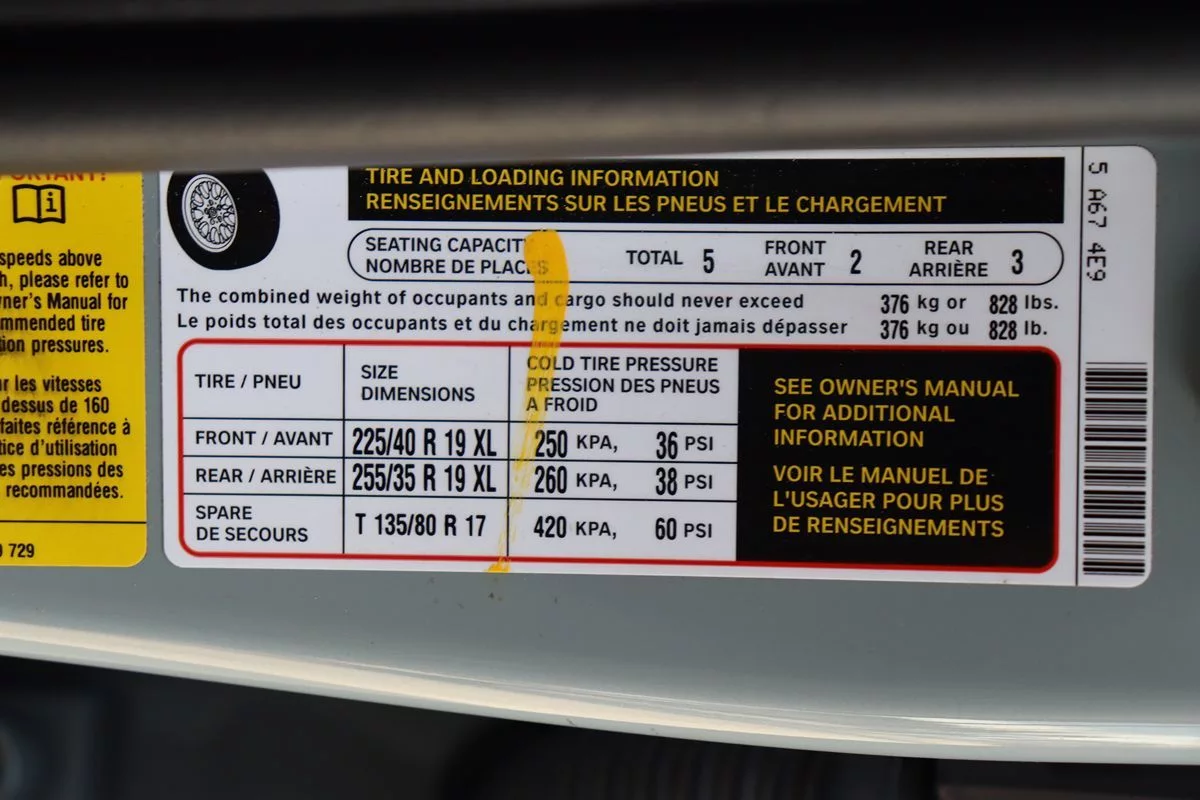 speeds above
h, please refer to
ner's Manual for
mmended tire
ion pressures.
r les vitesses
dessus de 160
faites référence à
tice d'utilisation
es pressions des
recommandées.
729
TIRE AND LOADING INFORMATION
RENSEIGNEMENTS SUR LES PNEUS ET LE CHARGEMENT
SEATING CAPACITY TOTAL 5 FRONT 2 REAR 3
NOMBRE DE PLACES AVANT ARRIÈRE
The combined weight of occupants and cargo should never exceed 376 kg or 828 lbs.
Le poids total des occupants et du chargement ne doit jamais dépasser 376 kg ou 828 lb.
TIRE / PNEU
SIZE
DIMENSIONS
COLD TIRE PRESSURE
PRESSION DES PNEUS
A FROID
FRONT / AVANT 225/40 R 19 XL 250 KPA, 36 PSI
REAR / ARRIÈRE 255/35 R 19 XL 260 KPA, 38 PSI
SPARE
DE SECOURS T 135/80 R 17 420 KPA, 60 PSI
SEE OWNER'S MANUAL
FOR ADDITIONAL
INFORMATION
VOIR LE MANUEL DE
L'USAGER POUR PLUS
DE RENSEIGNEMENTS
5 A67 4E9